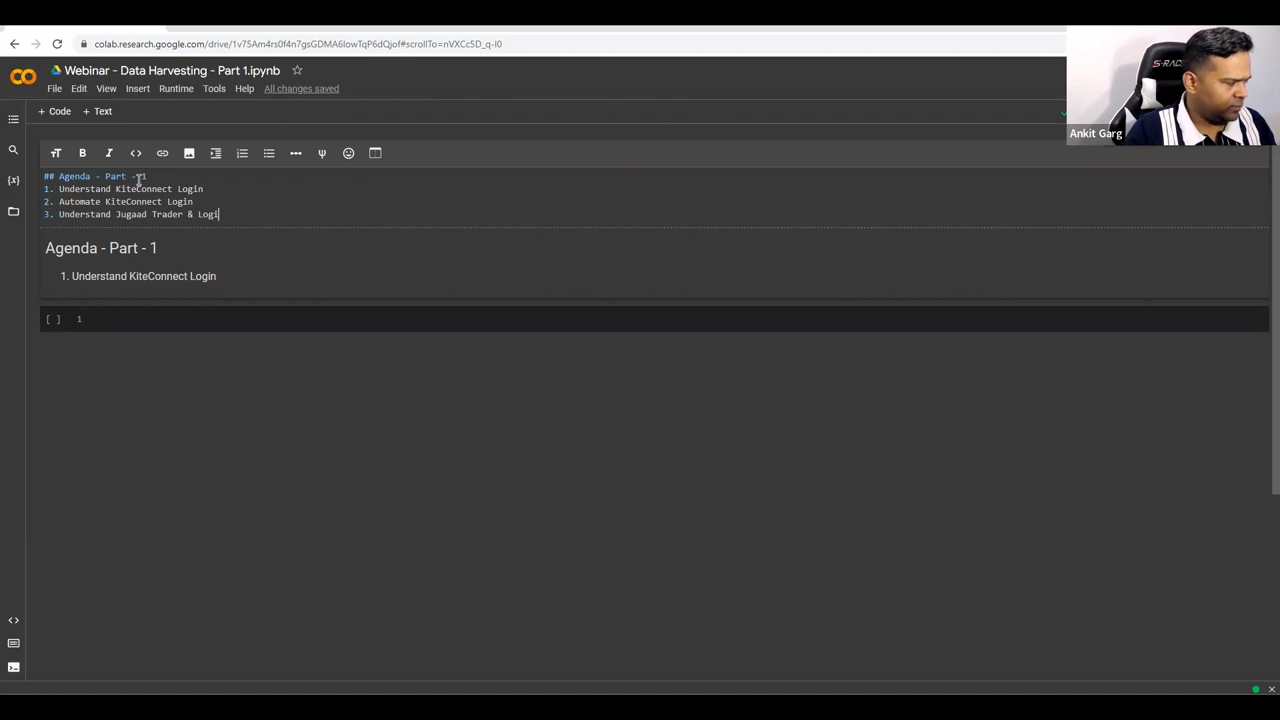 colab.research.google.com/drive/1v75Am4rs0f4n7gsGDMA6lowTqP6dQjof#scrollTo=nVXCc5D_q-I0
S-RACER
Webinar - Data Harvesting - Part 1.ipynb
File Edit View Insert Runtime Tools Help All changes saved
+ Code + Text
Ankit Garg
## Agenda - Part - 1
1. Understand KiteConnect Login
2. Automate KiteConnect Login
3. Understand Jugaad Trader & Logi
Agenda - Part - 1
1. Understand KiteConnect Login
[ ] 1